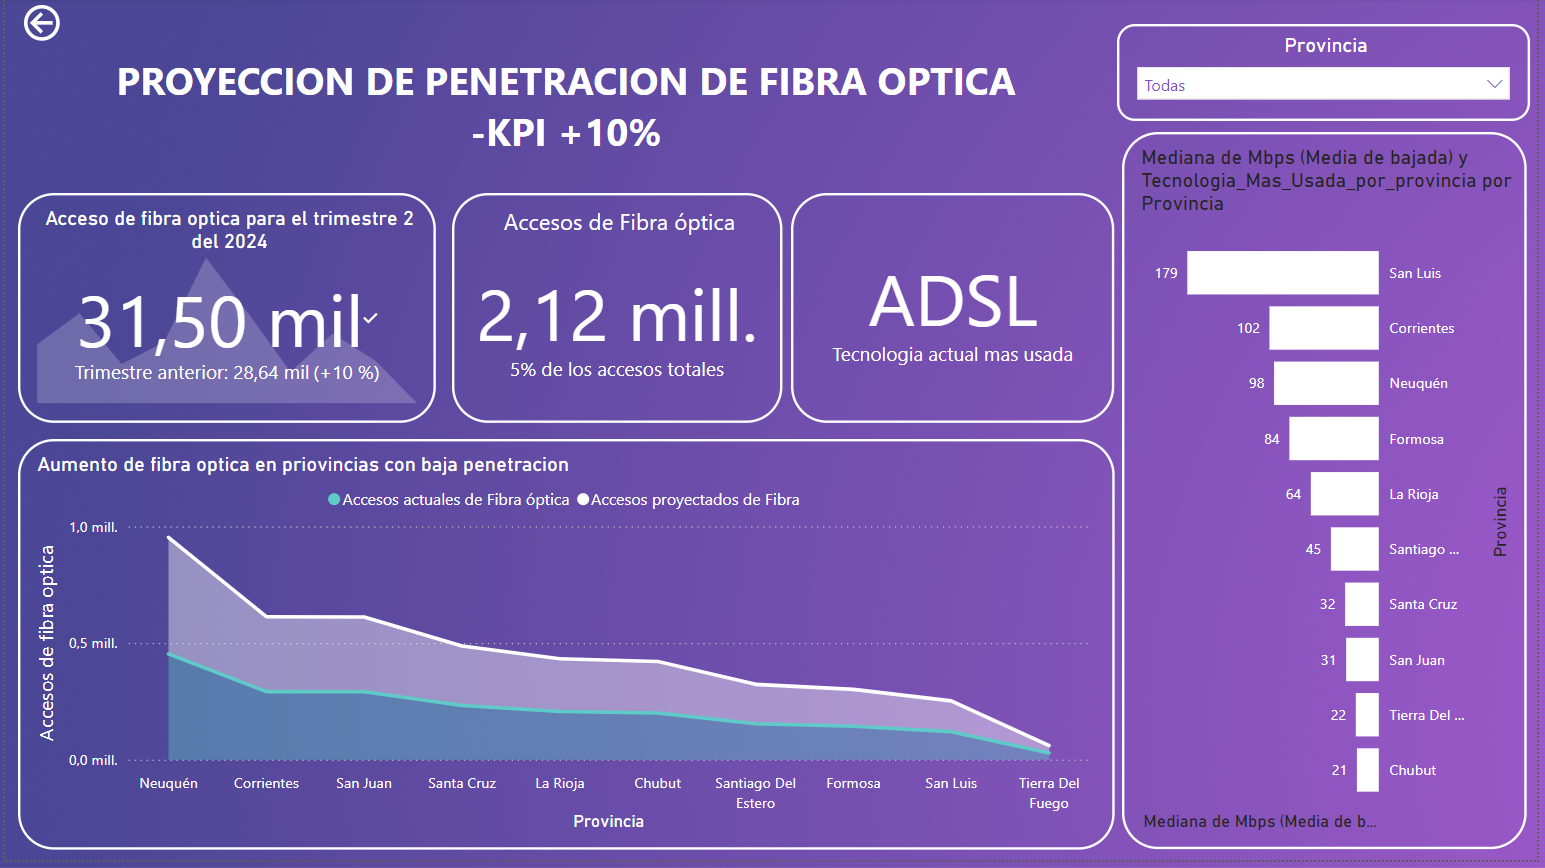 PROYECCION DE PENETRACION DE FIBRA OPTICA
-KPI +10%
Provincia
Todas
Acceso de fibra optica para el trimestre 2
del 2024
31,50 mil
Trimestre anterior: 28,64 mil (+10 %)
Accesos de Fibra óptica
2,12 mill.
5% de los accesos totales
ADSL
Tecnologia actual mas usada
Aumento de fibra optica en priovincias con baja penetracion
Accesos actuales de Fibra óptica
Accesos proyectados de Fibra
Accesos de fibra optica
1,0 mill.
0,5 mill.
0,0 mill.
Neuquén
Corrientes
San Juan
Santa Cruz
La Rioja
Chubut
Santiago Del
Estero
Formosa
San Luis
Tierra Del
Fuego
Provincia
Mediana de Mbps (Media de bajada) y
Tecnologia_Mas_Usada_por_provincia por
Provincia
179 San Luis
102 Corrientes
98 Neuquén
84 Formosa
64 La Rioja
45 Santiago ...
32 Santa Cruz
31 San Juan
22 Tierra Del ...
21 Chubut
Provincia
Mediana de Mbps (Media de b...